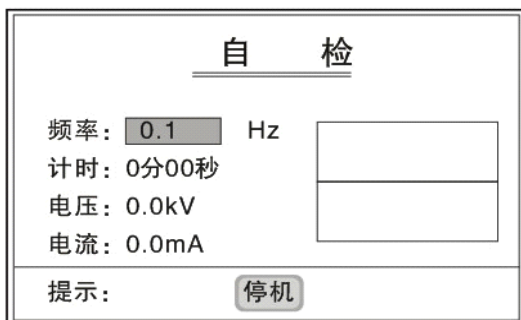 自 检
频率： 0.1 Hz
计时：0分00秒
电压：0.0kV
电流：0.0mA
提示： 停机